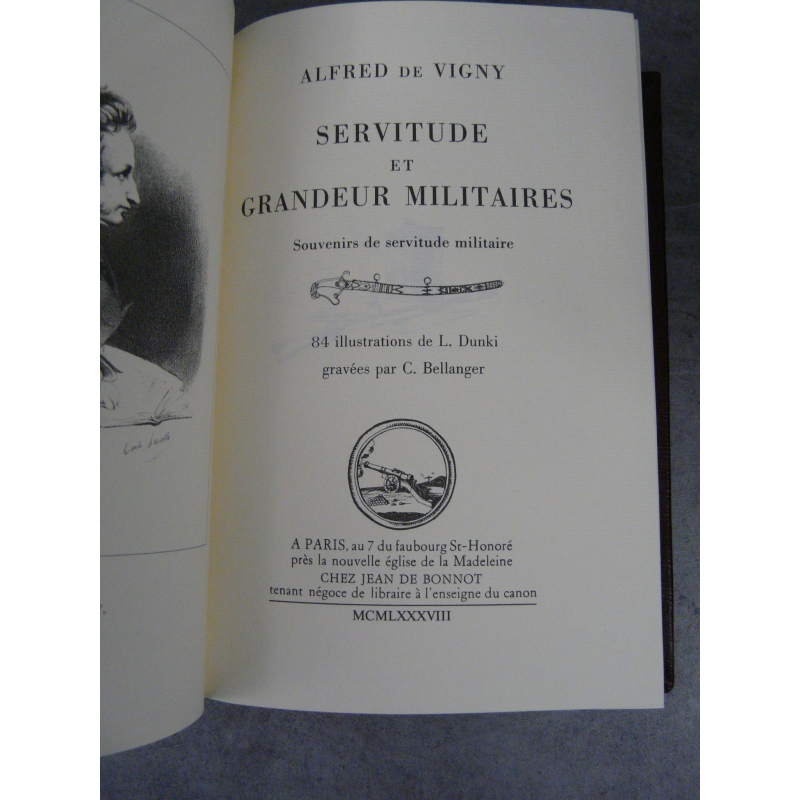 ALFRED DE VIGNY
SERVITUDE
ET
GRANDEUR MILITAIRES
Souvenirs de servitude militaire
84 illustrations de L. Dunki
gravées par C. Bellanger
A PARIS, au 7 du faubourg St-Honoré
près la nouvelle église de la Madeleine
CHEZ JEAN DE BONNOT
tenant négoce de libraire à l'enseigne du canon
MCMLXXXVIII